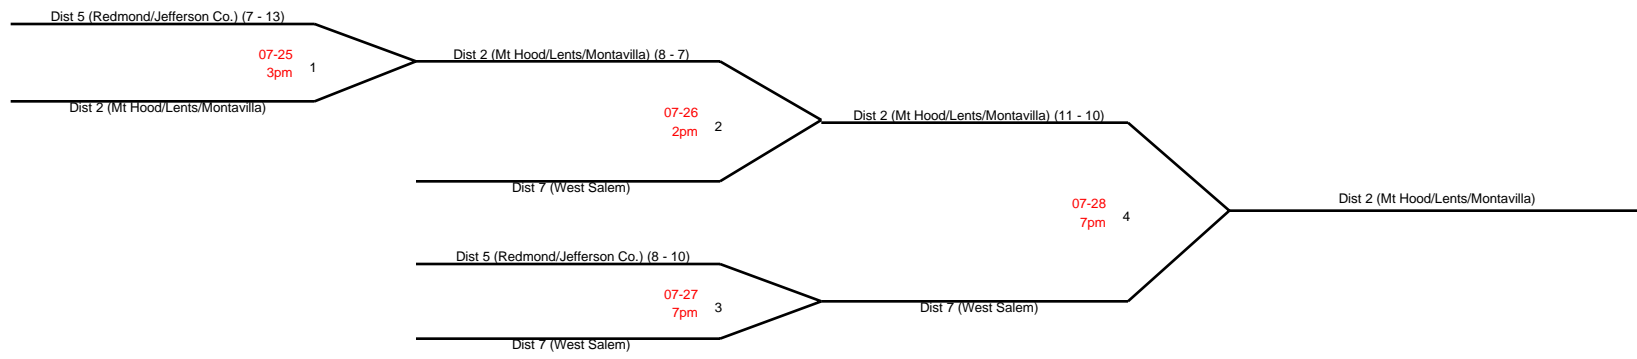 Dist 5 (Redmond/Jefferson Co.) (7 - 13)
07-25
3pm
1
Dist 2 (Mt Hood/Lents/Montavilla)
Dist 2 (Mt Hood/Lents/Montavilla) (8 - 7)
07-26
2pm
2
Dist 7 (West Salem)
Dist 5 (Redmond/Jefferson Co.) (8 - 10)
07-27
7pm
3
Dist 7 (West Salem)
Dist 2 (Mt Hood/Lents/Montavilla) (11 - 10)
07-28
7pm
4
Dist 7 (West Salem)
Dist 2 (Mt Hood/Lents/Montavilla)